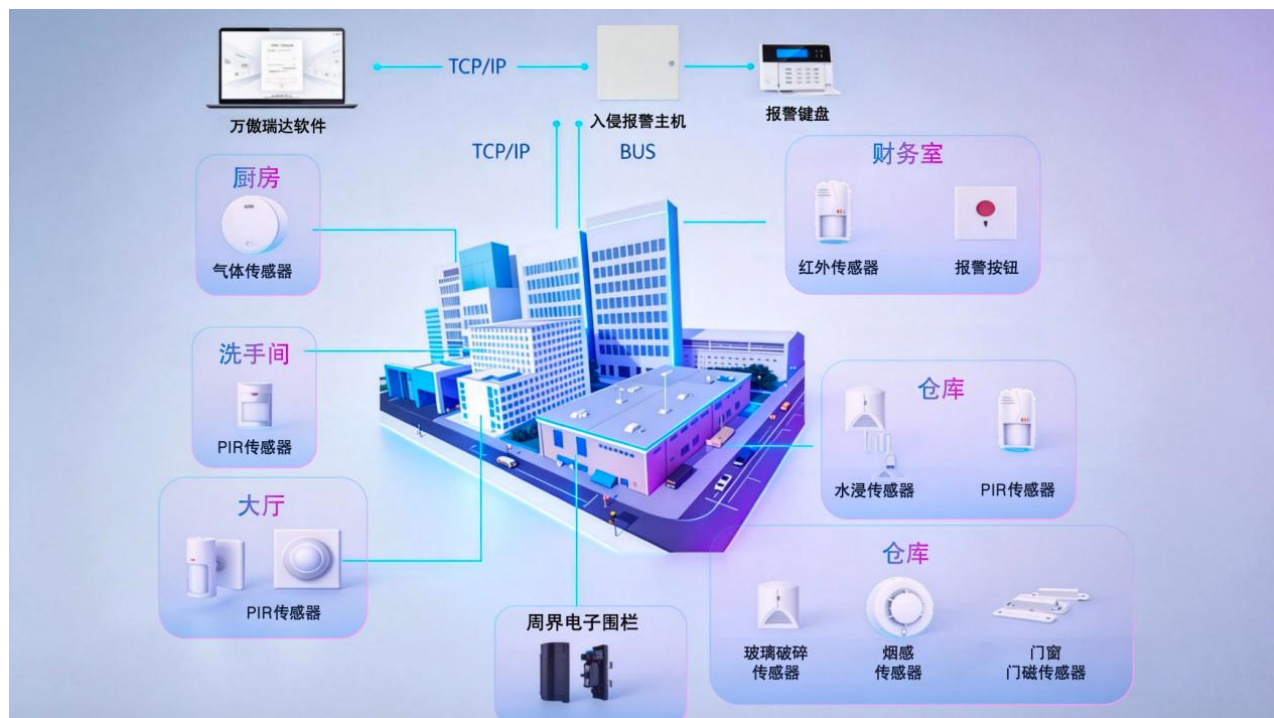 TCP/IP
万傲瑞达软件
入侵报警主机
报警键盘
TCP/IP
BUS
厨房
气体传感器
财务室
红外传感器
报警按钮
洗手间
PIR传感器
仓库
水浸传感器
PIR传感器
大厅
PIR传感器
周界电子围栏
仓库
玻璃破碎
传感器
烟感
传感器
门窗
门磁传感器